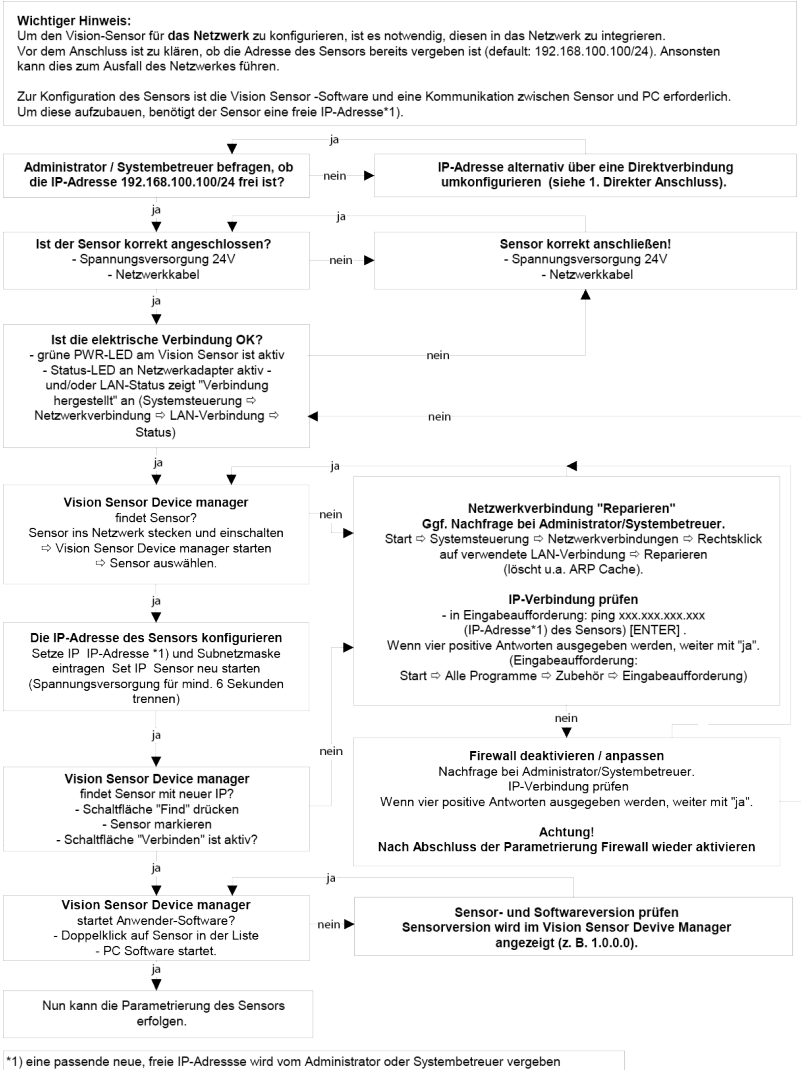 Wichtiger Hinweis:
Um den Vision-Sensor für das Netzwerk zu konfigurieren, ist es notwendig, diesen in das Netzwerk zu integrieren.
Vor dem Anschluss ist zu klären, ob die Adresse des Sensors bereits vergeben ist (default: 192.168.100.100/24). Ansonsten
kann dies zum Ausfall des Netzwerkes führen.
Zur Konfiguration des Sensors ist die Vision Sensor -Software und eine Kommunikation zwischen Sensor und PC erforderlich.
Um diese aufzubauen, benötigt der Sensor eine freie IP-Adresse*1).
ja
Administrator / Systembetreuer befragen, ob
die IP-Adresse 192.168.100.100/24 frei ist?
nein
IP-Adresse alternativ über eine Direktverbindung
umkonfigurieren (siehe 1. Direkter Anschluss).
ja
ja
Ist der Sensor korrekt angeschlossen?
- Spannungsversorgung 24V
- Netzwerkkabel
nein
Sensor korrekt anschließen!
- Spannungsversorgung 24V
- Netzwerkkabel
ja
Ist die elektrische Verbindung OK?
- grüne PWR-LED am Vision Sensor ist aktiv
- Status-LED an Netzwerkadapter aktiv -
und/oder LAN-Status zeigt "Verbindung
hergestellt" an (Systemsteuerung ⇨
Netzwerkverbindung ⇨ LAN-Verbindung ⇨
Status)
nein
nein
ja
ja
Vision Sensor Device manager
findet Sensor?
Sensor ins Netzwerk stecken und einschalten
⇨ Vision Sensor Device manager starten
⇨ Sensor auswählen.
nein
Netzwerkverbindung "Reparieren"
Ggf. Nachfrage bei Administrator/Systembetreuer.
Start ⇨ Systemsteuerung ⇨ Netzwerkverbindungen ⇨ Rechtsklick
auf verwendete LAN-Verbindung ⇨ Reparieren
(löscht u.a. ARP Cache).
IP-Verbindung prüfen
- in Eingabeaufforderung: ping xxx.xxx.xxx.xxx
(IP-Adresse*1) des Sensors) [ENTER] .
Wenn vier positive Antworten ausgegeben werden, weiter mit "ja".
(Eingabeaufforderung:
Start ⇨ Alle Programme ⇨ Zubehör ⇨ Eingabeaufforderung)
ja
Die IP-Adresse des Sensors konfigurieren
Setze IP IP-Adresse *1) und Subnetzmaske
eintragen Set IP Sensor neu starten
(Spannungsversorgung für mind. 6 Sekunden
trennen)
nein
nein
ja
Firewall deaktivieren / anpassen
Nachfrage bei Administrator/Systembetreuer.
IP-Verbindung prüfen
Wenn vier positive Antworten ausgegeben werden, weiter mit "ja".
Achtung!
Nach Abschluss der Parametrierung Firewall wieder aktivieren
Vision Sensor Device manager
findet Sensor mit neuer IP?
- Schaltfläche "Find" drücken
- Sensor markieren
- Schaltfläche "Verbinden" ist aktiv?
ja
ja
Vision Sensor Device manager
startet Anwender-Software?
- Doppelklick auf Sensor in der Liste
- PC Software startet.
nein
Sensor- und Softwareversion prüfen
Sensorversion wird im Vision Sensor Devive Manager
angezeigt (z. B. 1.0.0.0).
ja
Nun kann die Parametrierung des Sensors
erfolgen.
*1) eine passende neue, freie IP-Adressse wird vom Administrator oder Systembetreuer vergeben